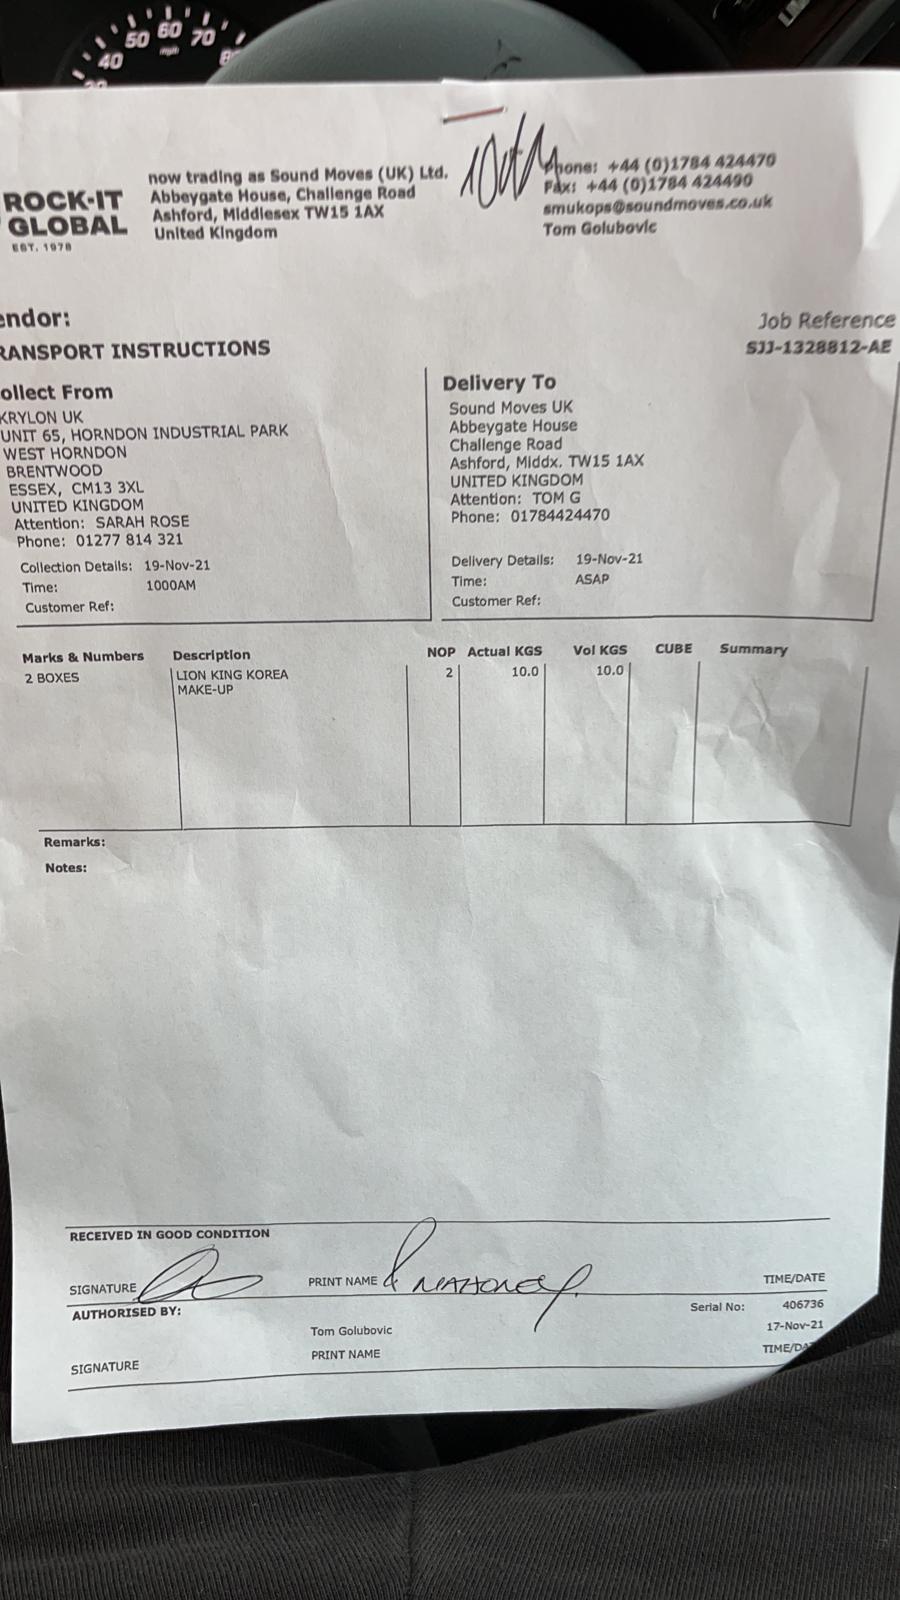 40 50 60 70
mph
ROCK-IT
GLOBAL
EST. 1978
now trading as Sound Moves (UK) Ltd.
Abbeygate House, Challenge Road
Ashford, Middlesex TW15 1AX
United Kingdom
Phone: +44 (0)1784 424470
Fax: +44 (0)1784 424490
smukops@soundmoves.co.uk
Tom Golubovic
endor:
RANSPORT INSTRUCTIONS
Job Reference
SJJ-1328812-AE
ollect From
KRYLON UK
UNIT 65, HORNDON INDUSTRIAL PARK
WEST HORNDON
BRENTWOOD
ESSEX, CM13 3XL
UNITED KINGDOM
Attention: SARAH ROSE
Phone: 01277 814 321
Collection Details: 19-Nov-21
Time: 1000AM
Customer Ref:
Delivery To
Sound Moves UK
Abbeygate House
Challenge Road
Ashford, Middx. TW15 1AX
UNITED KINGDOM
Attention: TOM G
Phone: 01784424470
Delivery Details: 19-Nov-21
Time: ASAP
Customer Ref:
Marks & Numbers Description NOP Actual KGS Vol KGS CUBE Summary
2 BOXES LION KING KOREA 2 10.0 10.0
MAKE-UP
Remarks:
Notes:
RECEIVED IN GOOD CONDITION
SIGNATURE PRINT NAME MAHONEY TIME/DATE
AUTHORISED BY: Serial No: 406736
Tom Golubovic 17-Nov-21
SIGNATURE PRINT NAME